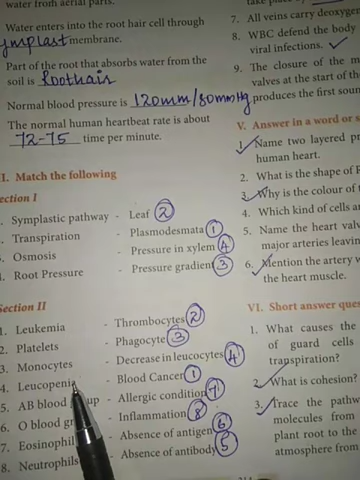 water from aerial parts.
Water enters into the root hair cell through
symplast membrane.
Part of the root that absorbs water from the
soil is Roothair
Normal blood pressure is 120mm/80mmHg
The normal human heartbeat rate is about
72-75 time per minute.
II. Match the following
Section I
Symplastic pathway - Leaf 2
Transpiration - Plasmodesmata 1
Osmosis - Pressure in xylem 4
Root Pressure - Pressure gradient 3
Section II
1. Leukemia - Thrombocytes 2
2. Platelets - Phagocyte 3
3. Monocytes - Decrease in leucocytes 4
4. Leucopenia - Blood Cancer 1
5. AB blood group - Allergic condition 7
6. O blood gr - Inflammation 8
7. Eosinophil - Absence of antigen 6
8. Neutrophils - Absence of antibody 5
7. All veins carry deoxygen
8. WBC defend the body
viral infections.
9. The closure of the m
valves at the start of th
produces the first soun
V. Answer in a word or s
1. Name two layered pr
human heart.
2. What is the shape of R
3. Why is the colour of
4. Which kind of cells ar
5. Name the heart valv
major arteries leaving
6. Mention the artery w
the heart muscle.
VI. Short answer ques
1. What causes the
of guard cells
transpiration?
2. What is cohesion?
3. Trace the pathw
molecules from
plant root to the
atmosphere from